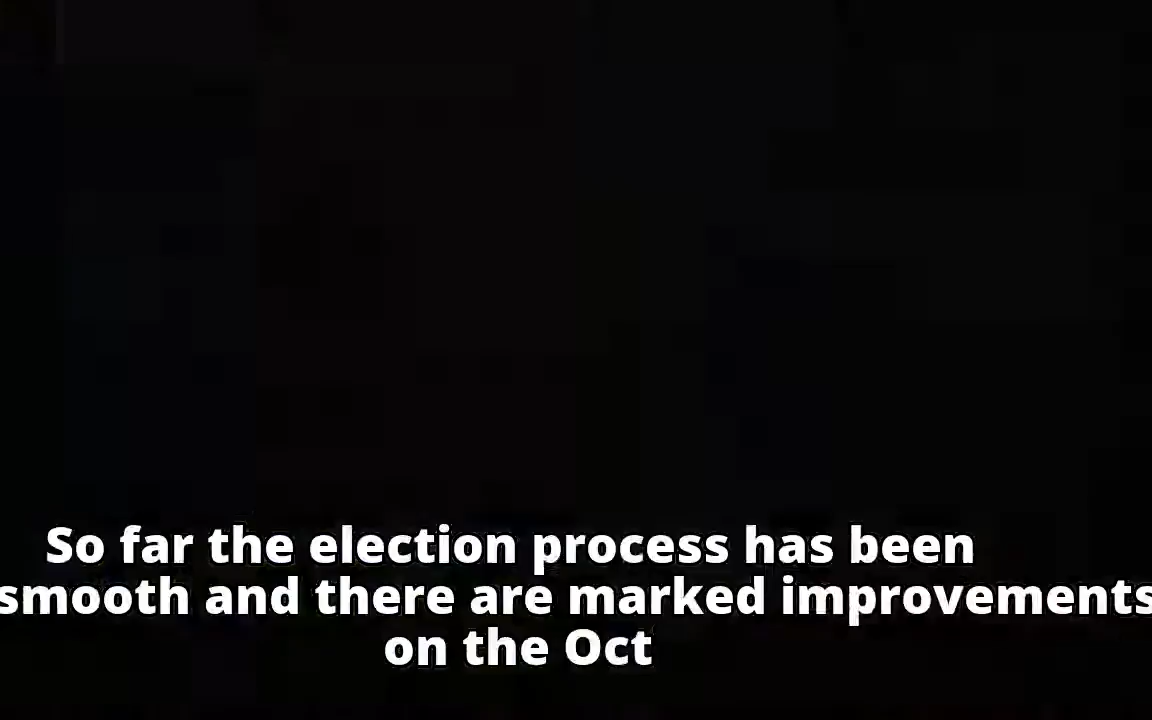 So far the election process has been
smooth and there are marked improvements
on the Oct